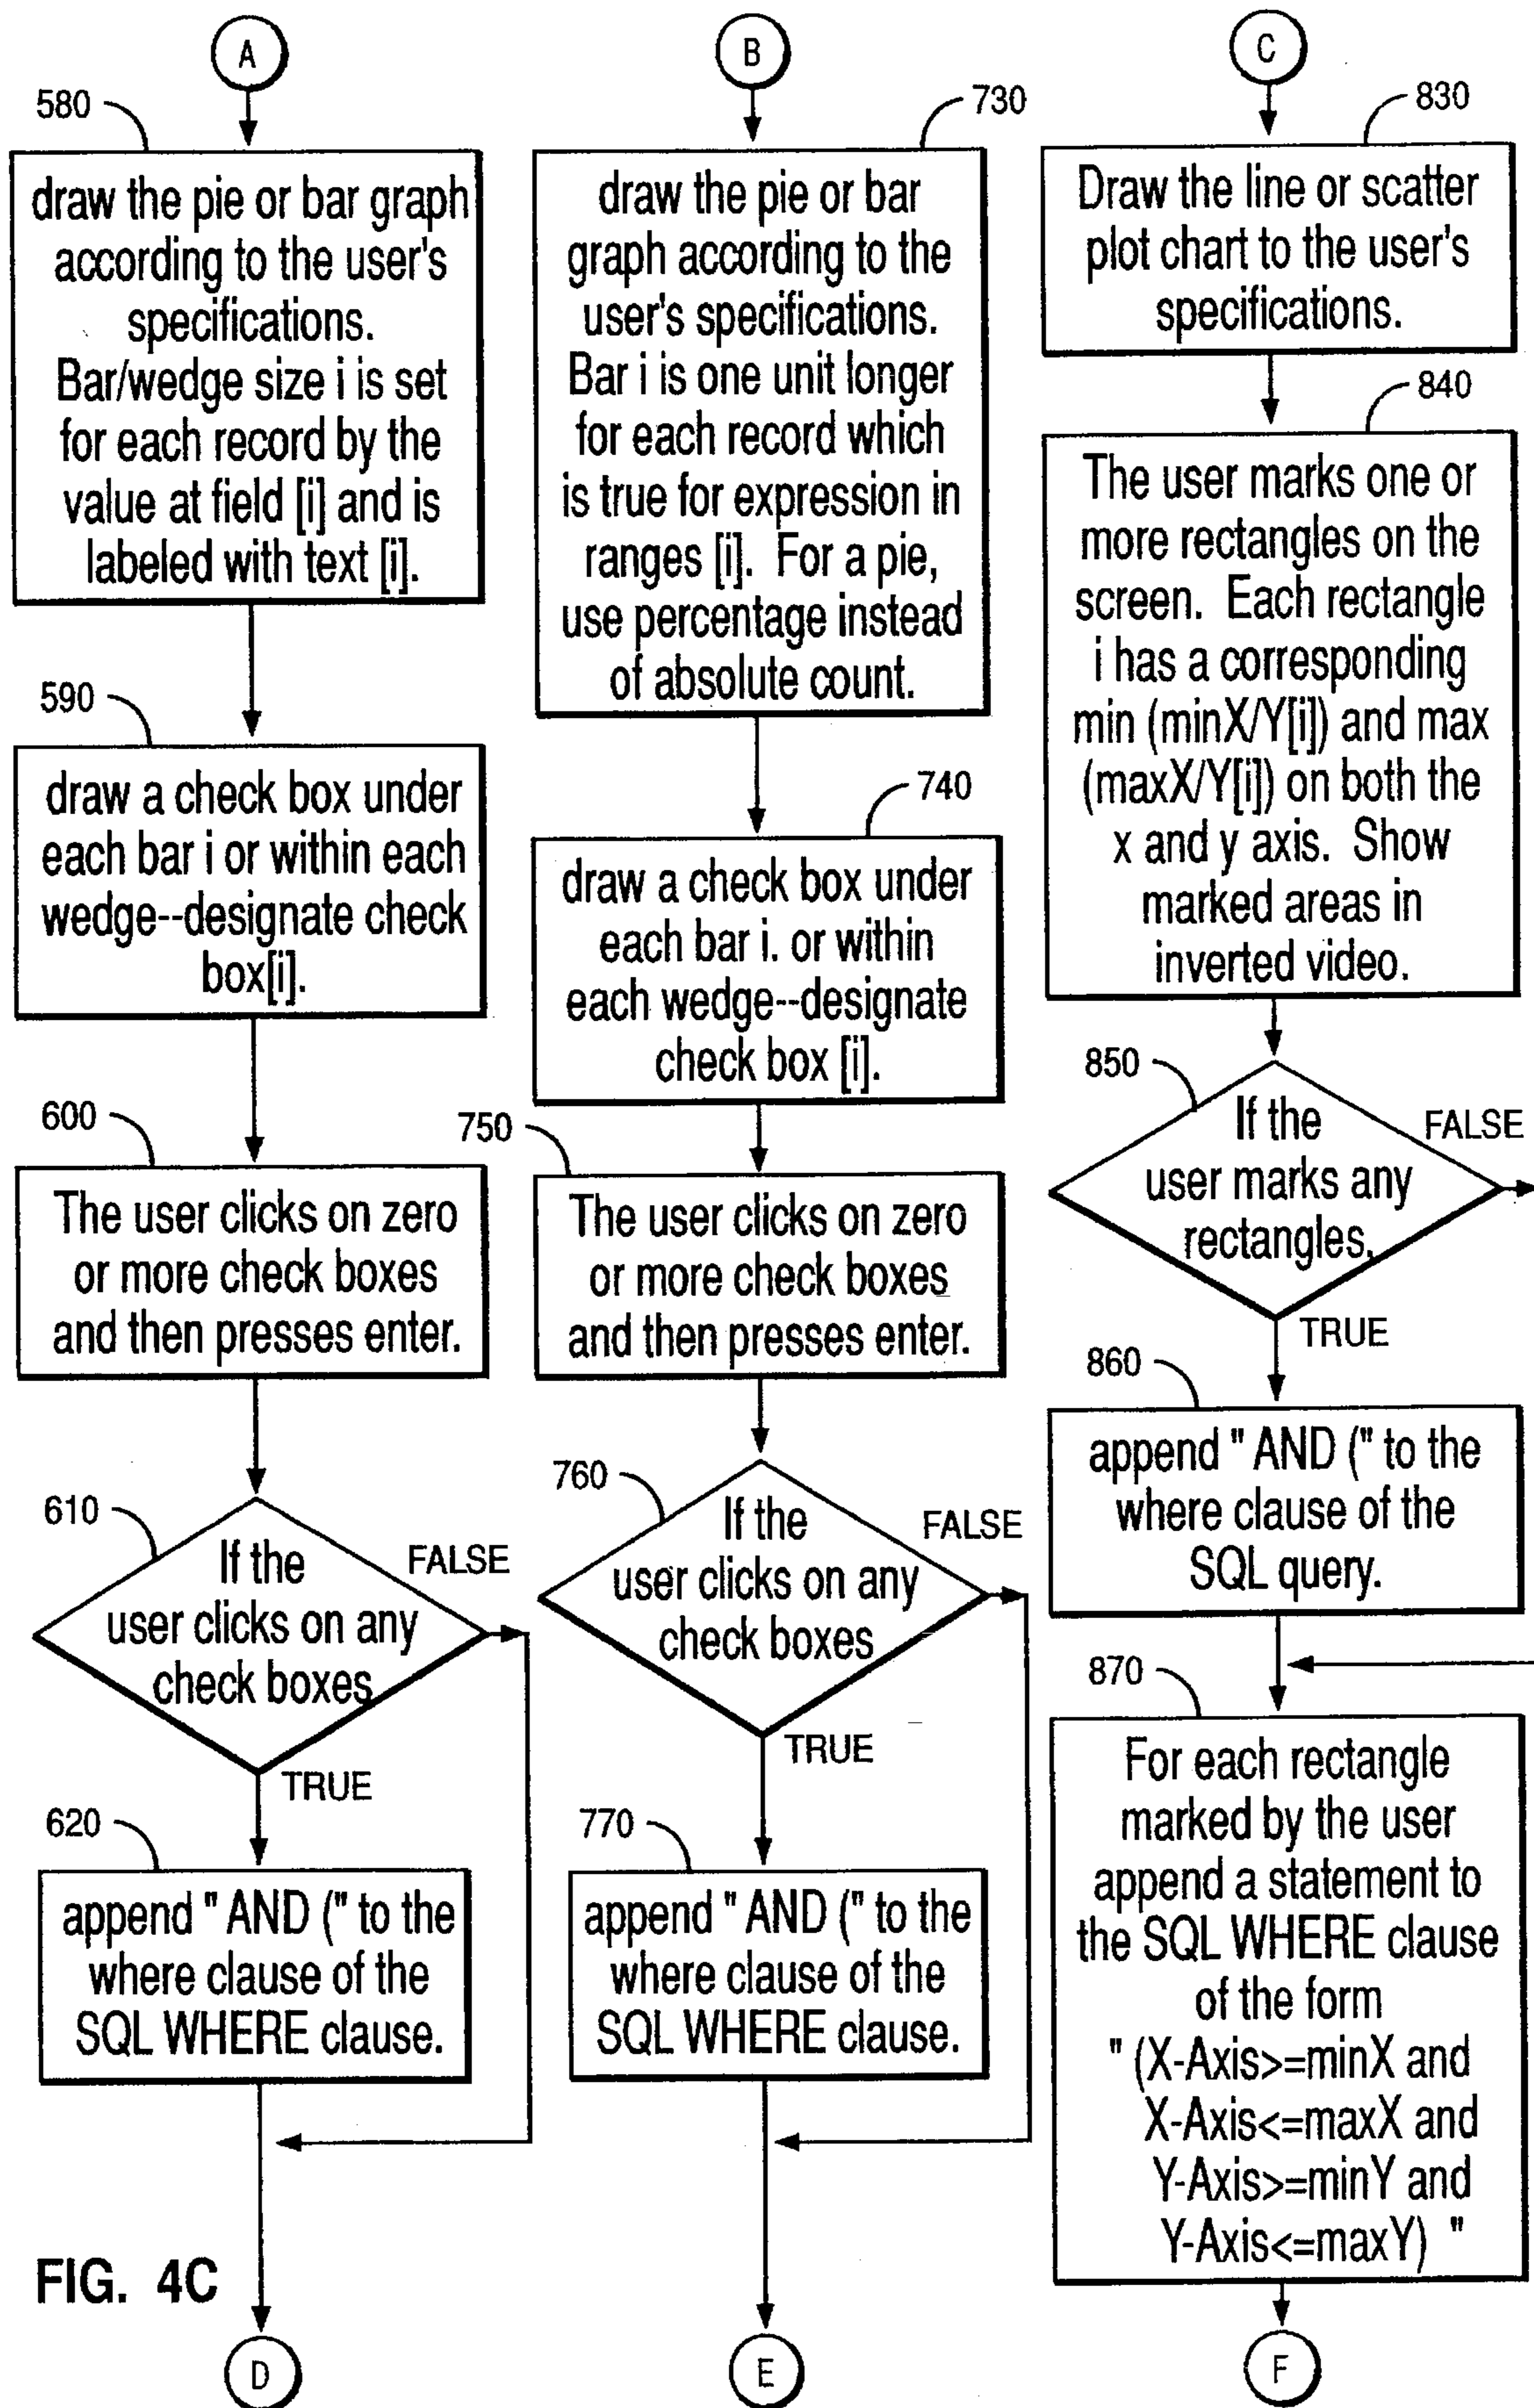 A
580
draw the pie or bar graph
according to the user's
specifications.
Bar/wedge size i is set
for each record by the
value at field [i] and is
labeled with text [i].
590
draw a check box under
each bar i or within each
wedge--designate check
box[i].
600
The user clicks on zero
or more check boxes
and then presses enter.
610
If the
user clicks on any
check boxes
FALSE
TRUE
620
append " AND (" to the
where clause of the
SQL WHERE clause.
D
B
730
draw the pie or bar
graph according to the
user's specifications.
Bar i is one unit longer
for each record which
is true for expression in
ranges [i]. For a pie,
use percentage instead
of absolute count.
740
draw a check box under
each bar i. or within
each wedge--designate
check box [i].
750
The user clicks on zero
or more check boxes
and then presses enter.
760
If the
user clicks on any
check boxes
FALSE
TRUE
770
append " AND (" to the
where clause of the
SQL WHERE clause.
E
C
830
Draw the line or scatter
plot chart to the user's
specifications.
840
The user marks one or
more rectangles on the
screen. Each rectangle
i has a corresponding
min (minX/Y[i]) and max
(maxX/Y[i]) on both the
x and y axis. Show
marked areas in
inverted video.
850
If the
user marks any
rectangles,
FALSE
TRUE
860
append " AND (" to the
where clause of the
SQL query.
870
For each rectangle
marked by the user
append a statement to
the SQL WHERE clause
of the form
" (X-Axis>=minX and
X-Axis<=maxX and
Y-Axis>=minY and
Y-Axis<=maxY) "
F
FIG. 4C